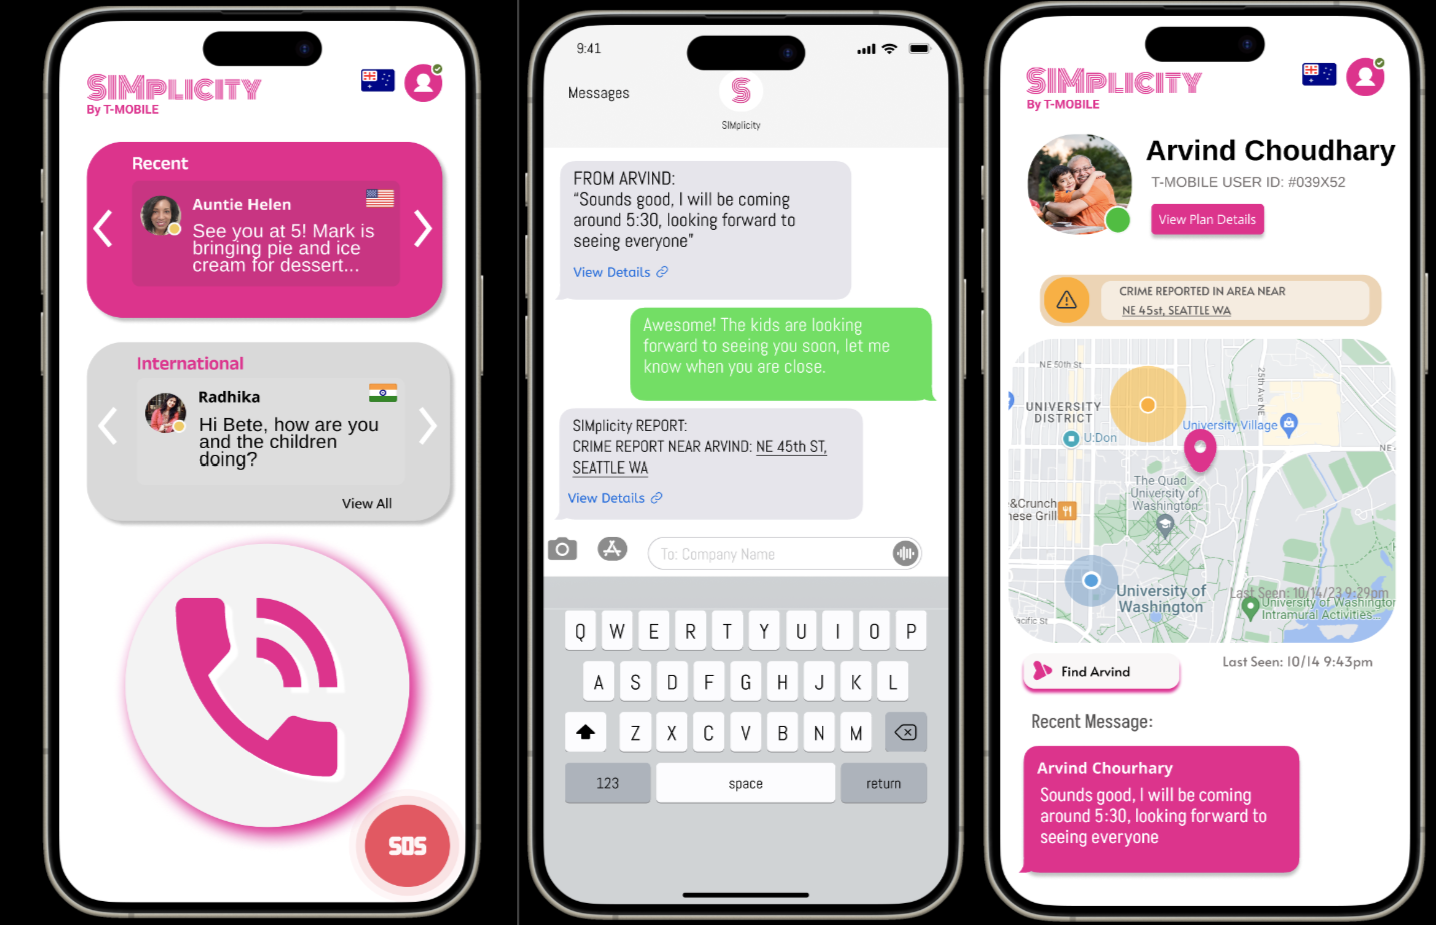 SIMPLICITY
By T-MOBILE
Recent
Auntie Helen
See you at 5! Mark is
bringing pie and ice
cream for dessert...
International
Radhika
Hi Bete, how are you
and the children
doing?
View All
SOS
9:41
Messages
S
SIMplicity
FROM ARVIND:
“Sounds good, I will be coming
around 5:30, looking forward to
seeing everyone”
View Details
Awesome! The kids are looking
forward to seeing you soon, let me
know when you are close.
SIMplicity REPORT:
CRIME REPORT NEAR ARVIND: NE 45th ST,
SEATTLE WA
View Details
To: Company Name
Q W E R T Y U I O P
A S D F G H J K L
Z X C V B N M
123 space return
SIMPLICITY
By T-MOBILE
Arvind Choudhary
T-MOBILE USER ID: #039X52
View Plan Details
CRIME REPORTED IN AREA NEAR
NE 45st, SEATTLE WA
NE 50th St
25th Ave NE
UNIVERSITY
DISTRICT
University Village
U:Don
NE
The Quad
University of
Washington
&Crunch
nese Grill
University of
Washington
Last Seen: 10/14/23 9:29pm
University of Washington
Intramural Activities...
acific St
Find Arvind
Last Seen: 10/14 9:43pm
Recent Message:
Arvind Chourhary
Sounds good, I will be coming
around 5:30, looking forward to
seeing everyone